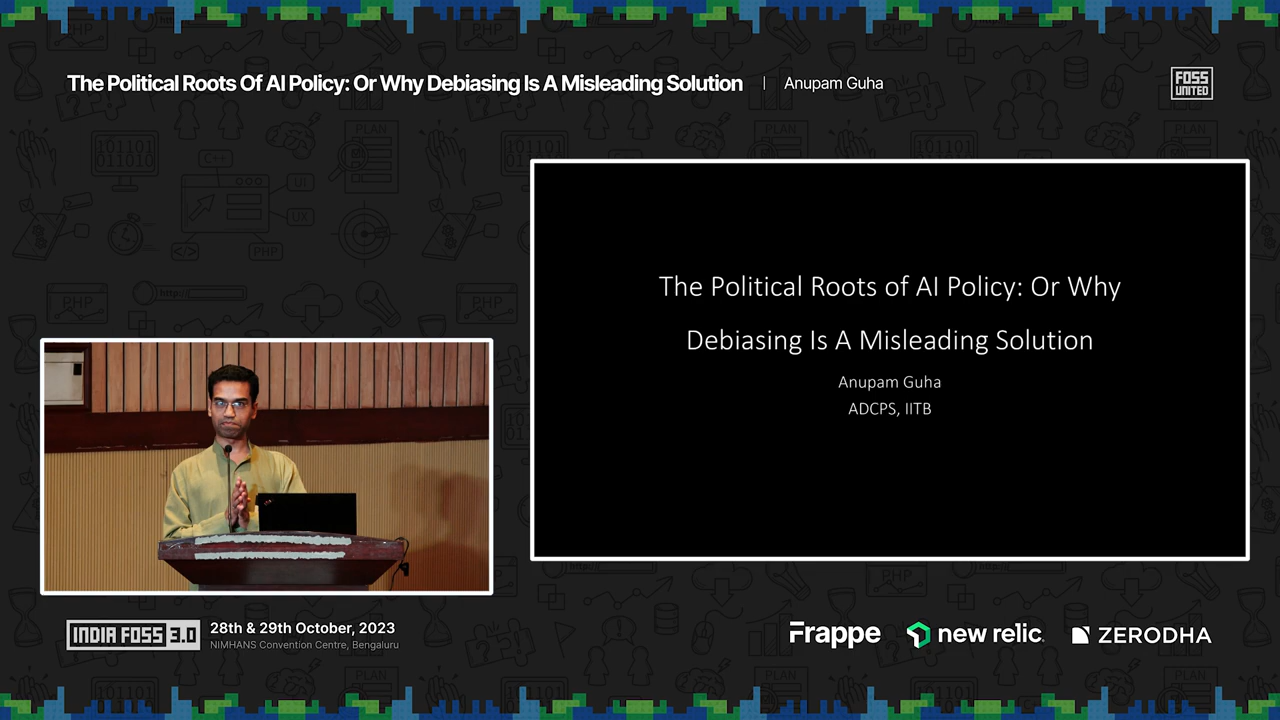 The Political Roots Of AI Policy: Or Why Debiasing Is A Misleading Solution | Anupam Guha
FOSS
UNITED
The Political Roots of AI Policy: Or Why
Debiasing Is A Misleading Solution
Anupam Guha
ADCPS, IITB
INDIA FOSS 3.0
28th & 29th October, 2023
NIMHANS Convention Centre, Bengaluru
Frappe
new relic
ZERODHA